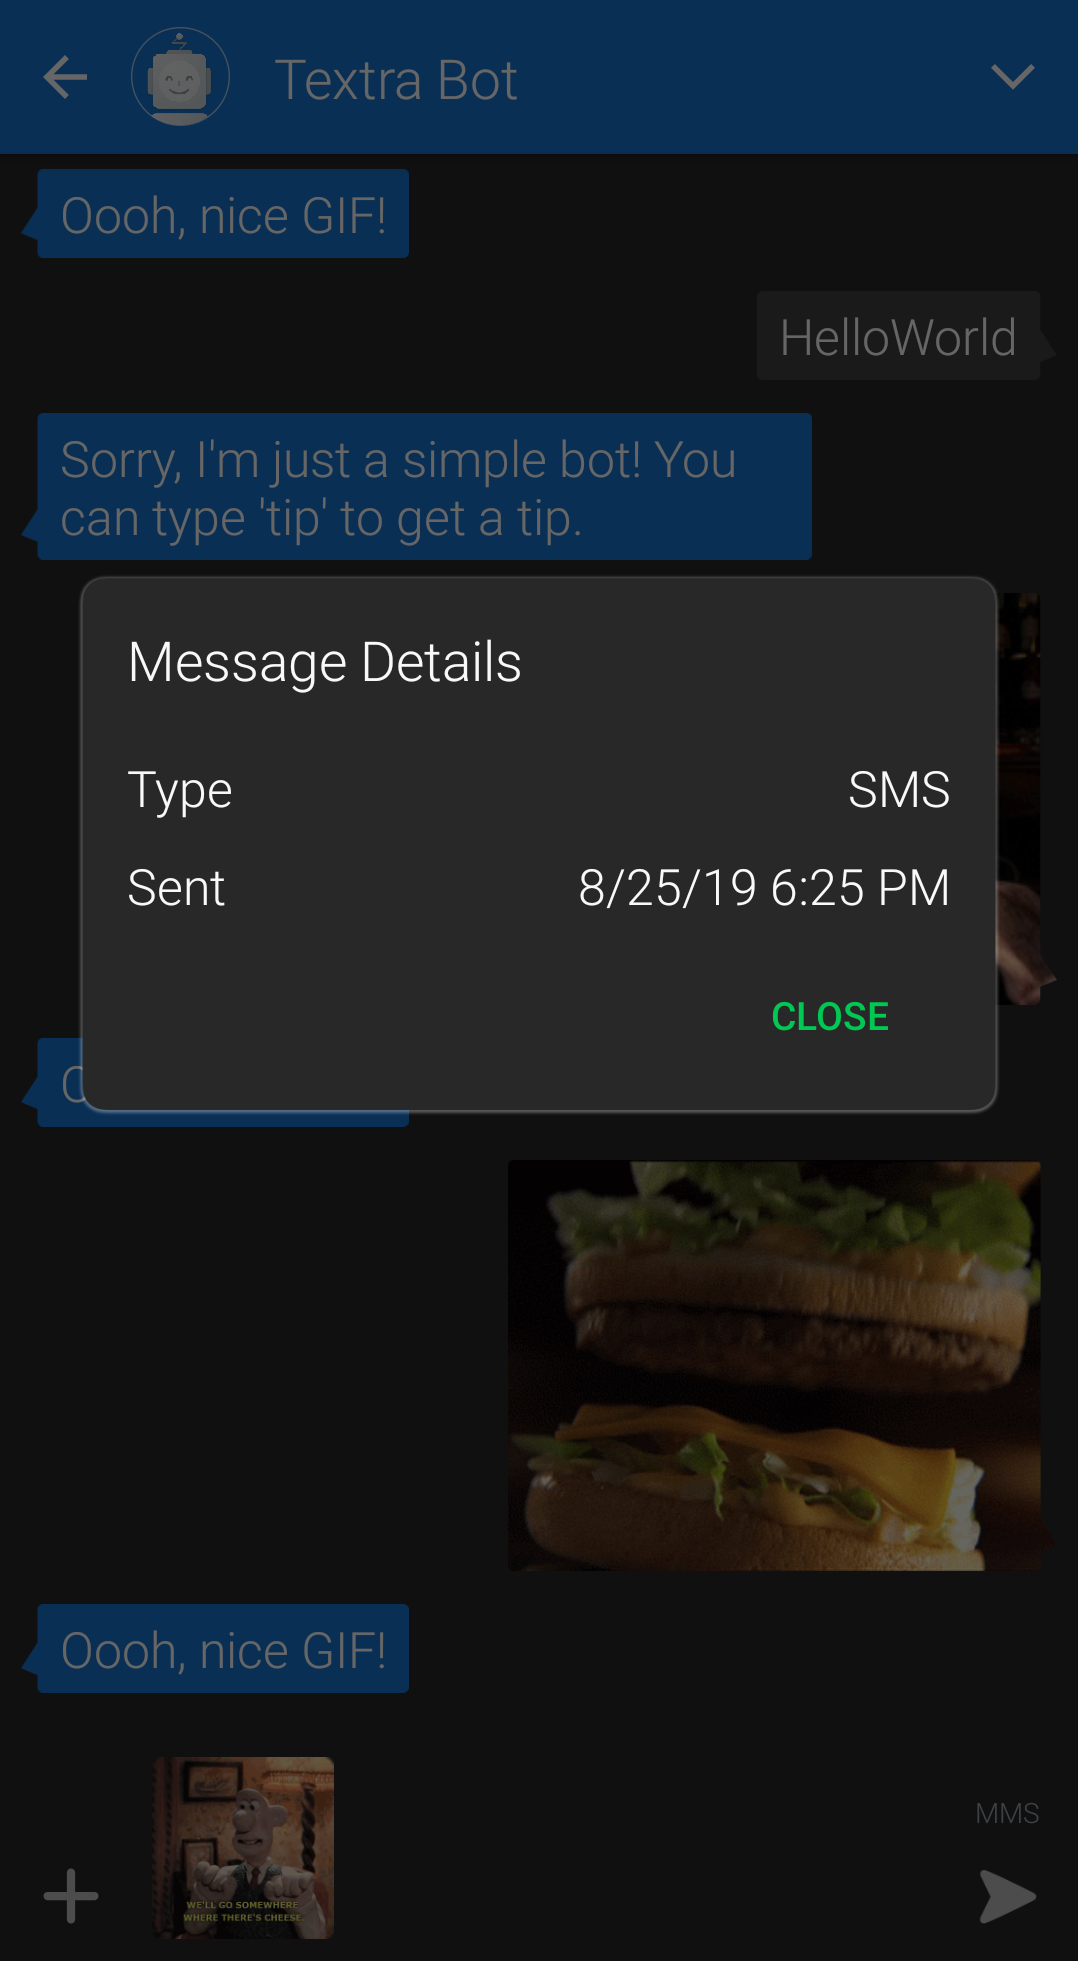 Textra Bot
Oooh, nice GIF!
HelloWorld
Sorry, I'm just a simple bot! You
can type 'tip' to get a tip.
Message Details
Type SMS
Sent 8/25/19 6:25 PM
CLOSE
Oooh, nice GIF!
MMS
WE'LL GO SOMEWHERE
WHERE THERE'S CHEESE.